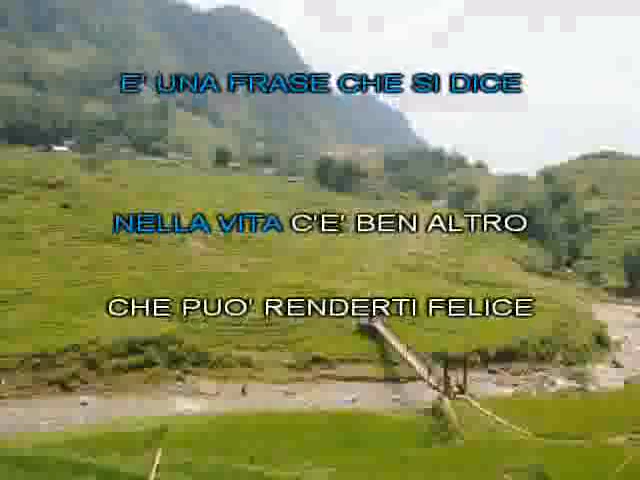 E' UNA FRASE CHE SI DICE
NELLA VITA C'E' BEN ALTRO
CHE PUO' RENDERTI FELICE